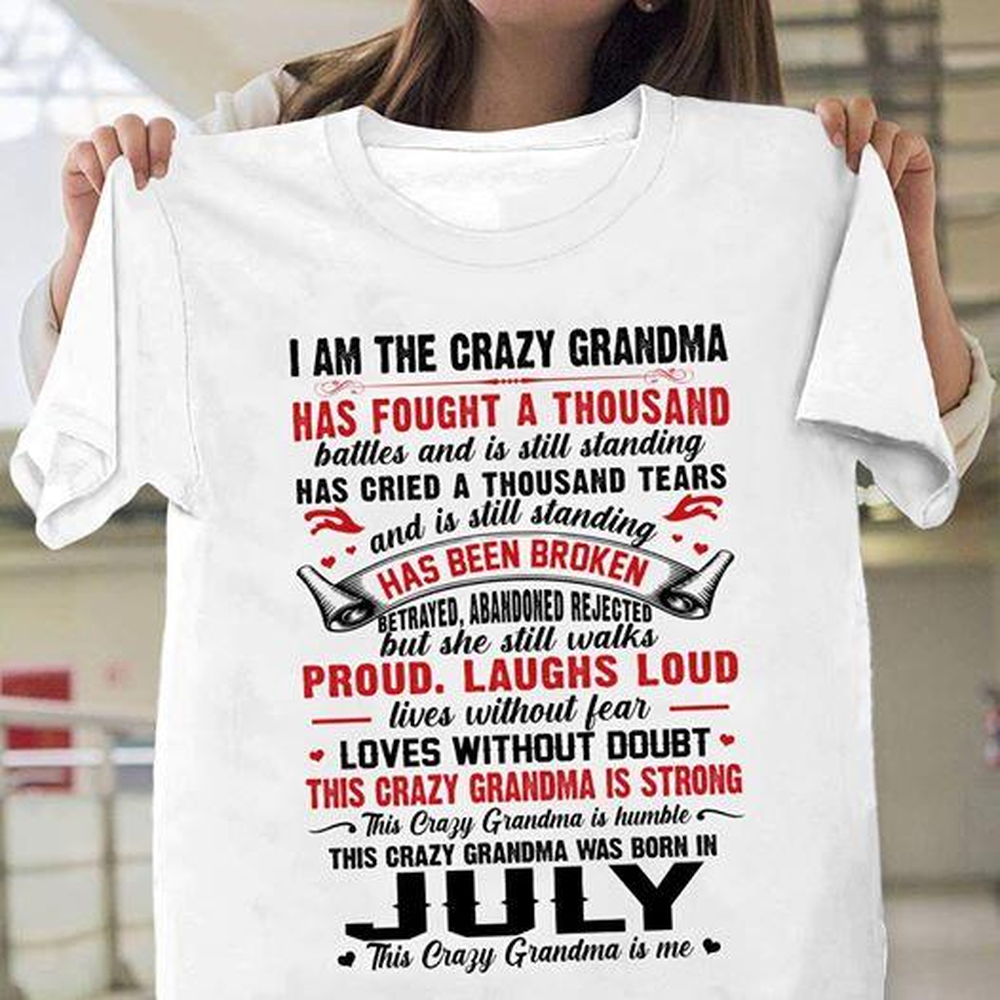 I AM THE CRAZY GRANDMA
HAS FOUGHT A THOUSAND
battles and is still standing
HAS CRIED A THOUSAND TEARS
and is still standing
HAS BEEN BROKEN
BETRAYED, ABANDONED REJECTED
but she still walks
PROUD. LAUGHS LOUD
lives without fear
LOVES WITHOUT DOUBT
THIS CRAZY GRANDMA IS STRONG
This Crazy Grandma is humble
THIS CRAZY GRANDMA WAS BORN IN
JULY
This Crazy Grandma is me